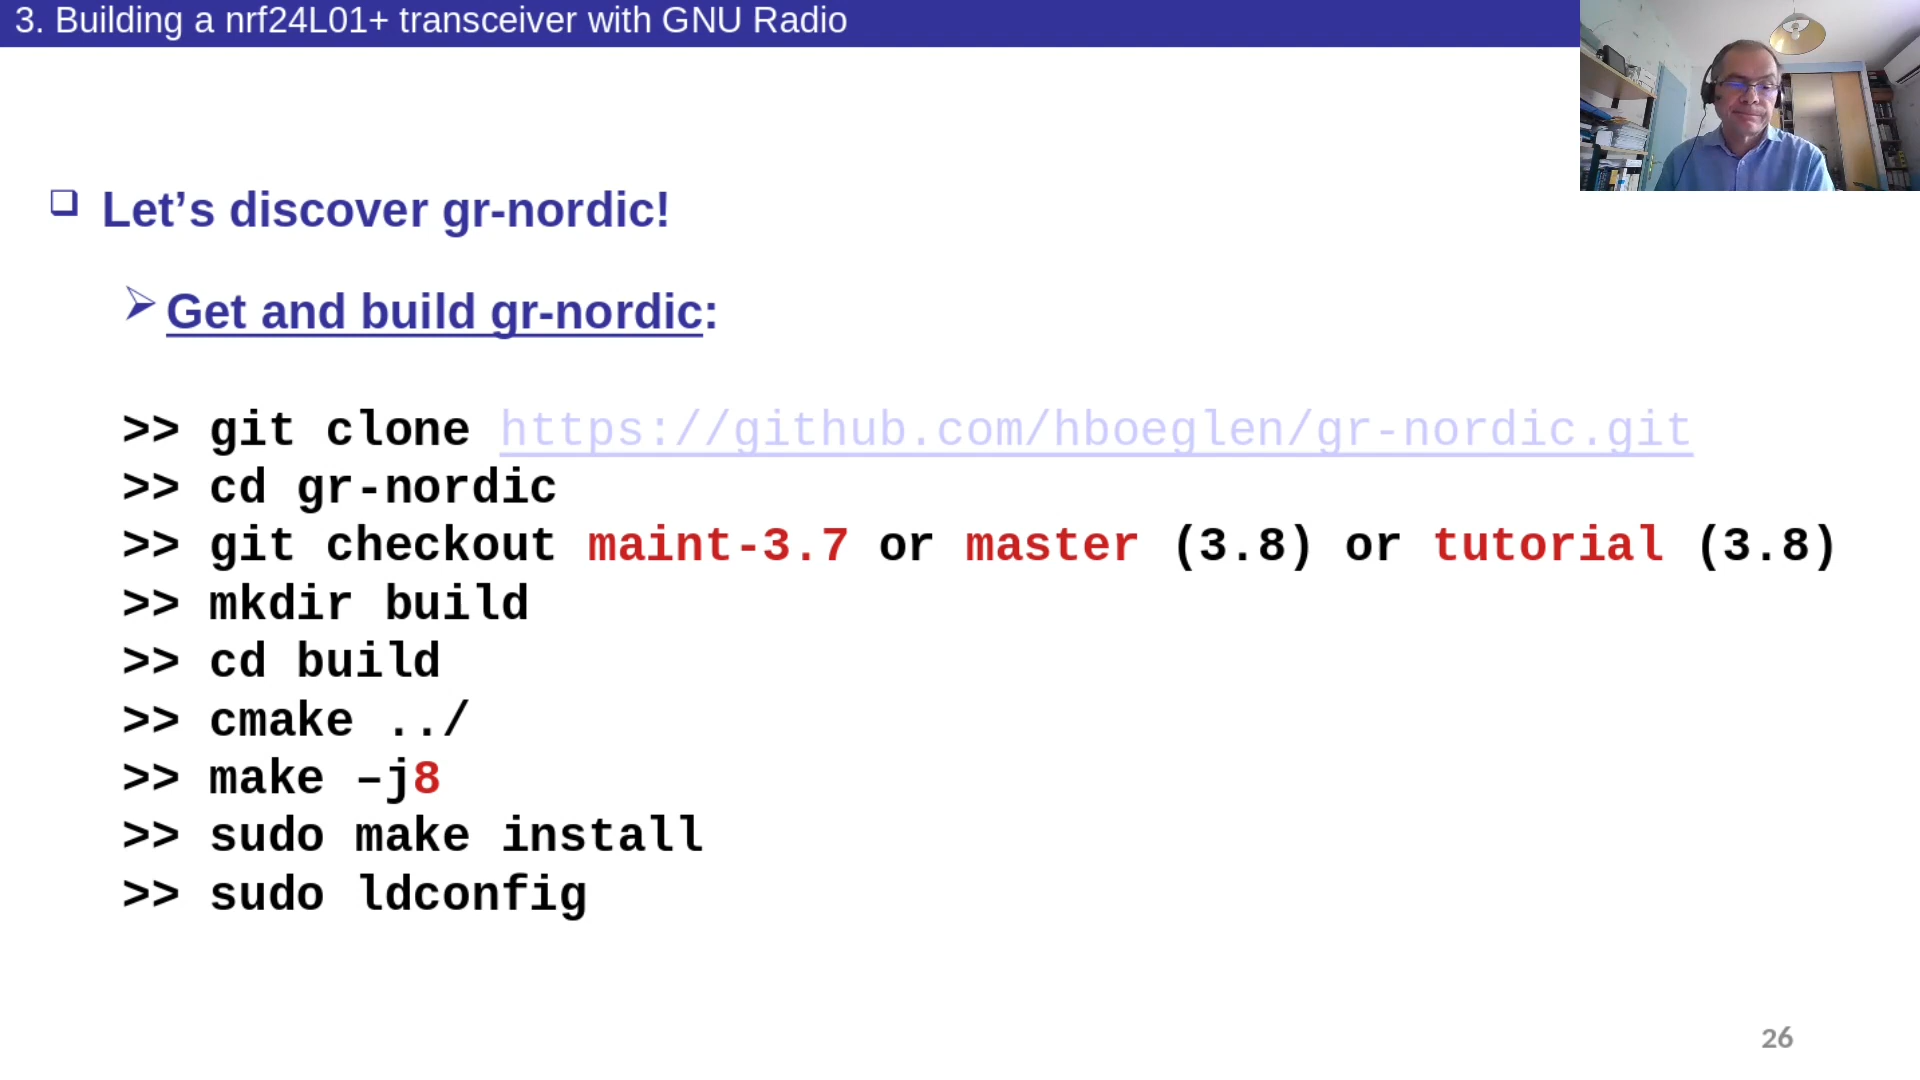 3. Building a nrf24L01+ transceiver with GNU Radio
Let’s discover gr-nordic!
Get and build gr-nordic:
>> git clone https://github.com/hboeglen/gr-nordic.git
>> cd gr-nordic
>> git checkout maint-3.7 or master (3.8) or tutorial (3.8)
>> mkdir build
>> cd build
>> cmake ../
>> make –j8
>> sudo make install
>> sudo ldconfig
26